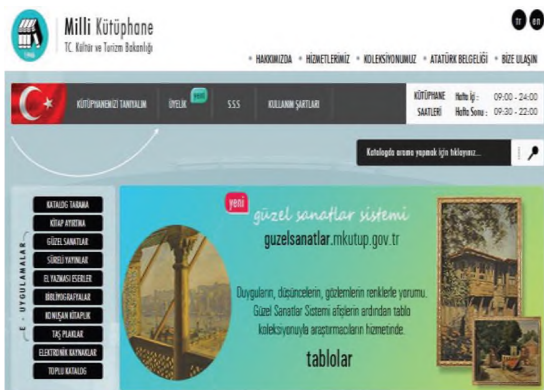 Milli Kütüphane
T.C. Kültür ve Turizm Bakanlığı
1946
tr en
• HAKKIMIZDA • HİZMETLERİMİZ • KOLEKSİYONUMUZ • ATATÜRK BELGELİĞİ • BİZE ULAŞIN
KÜTÜPHANEMİZİ TANIYALIM ÜYELİK yeni S.S.S KULLANIM ŞARTLARI
KÜTÜPHANE SAATLERİ
Hafta İçi : 09:00 - 24:00
Hafta Sonu : 09:30 - 22:00
Katalogda arama yapmak için tıklayınız...
E - UYGULAMALAR
KATALOG TARAMA
KİTAP AYIRTMA
GÜZEL SANATLAR
SÜRELİ YAYINLAR
EL YAZMASI ESERLER
BİBLİYOGRAFYALAR
KONUŞAN KİTAPLIK
TAŞ PLAKLAR
ELEKTRONİK KAYNAKLAR
TOPLU KATALOG
yeni
güzel sanatlar sistemi
guzelsanatlar.mkutup.gov.tr
Duyguların, düşüncelerin, gözlemlerin renklerle yorumu.
Güzel Sanatlar Sistemi afişlerin ardından tablo
koleksiyonuyla araştırmacıların hizmetinde.
tablolar